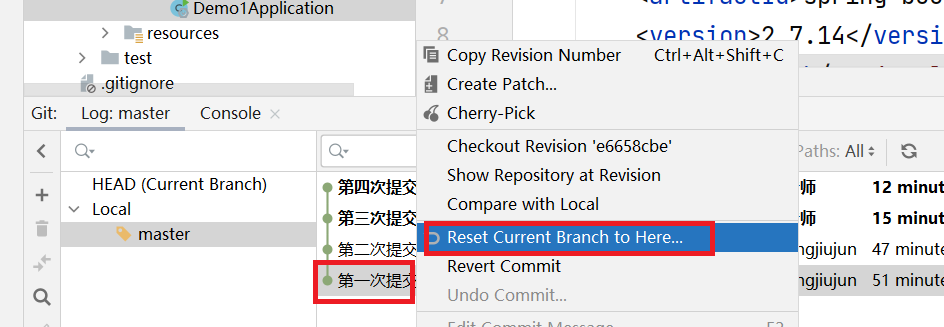 Demo1Application
resources
test
.gitignore
7
8
<version>2.7.14</versi
Git: Log: master Console
HEAD (Current Branch)
Local
master
第四次提交
第三次提交
第二次提交
第一次提交
Copy Revision Number Ctrl+Alt+Shift+C
Create Patch...
Cherry-Pick
Checkout Revision 'e6658cbe'
Show Repository at Revision
Compare with Local
Reset Current Branch to Here...
Revert Commit
Undo Commit...
Edit Commit Message F2
Paths: All
师 12 minut
师 15 minut
ngjiujun 47 minute
ngjiujun 51 minute